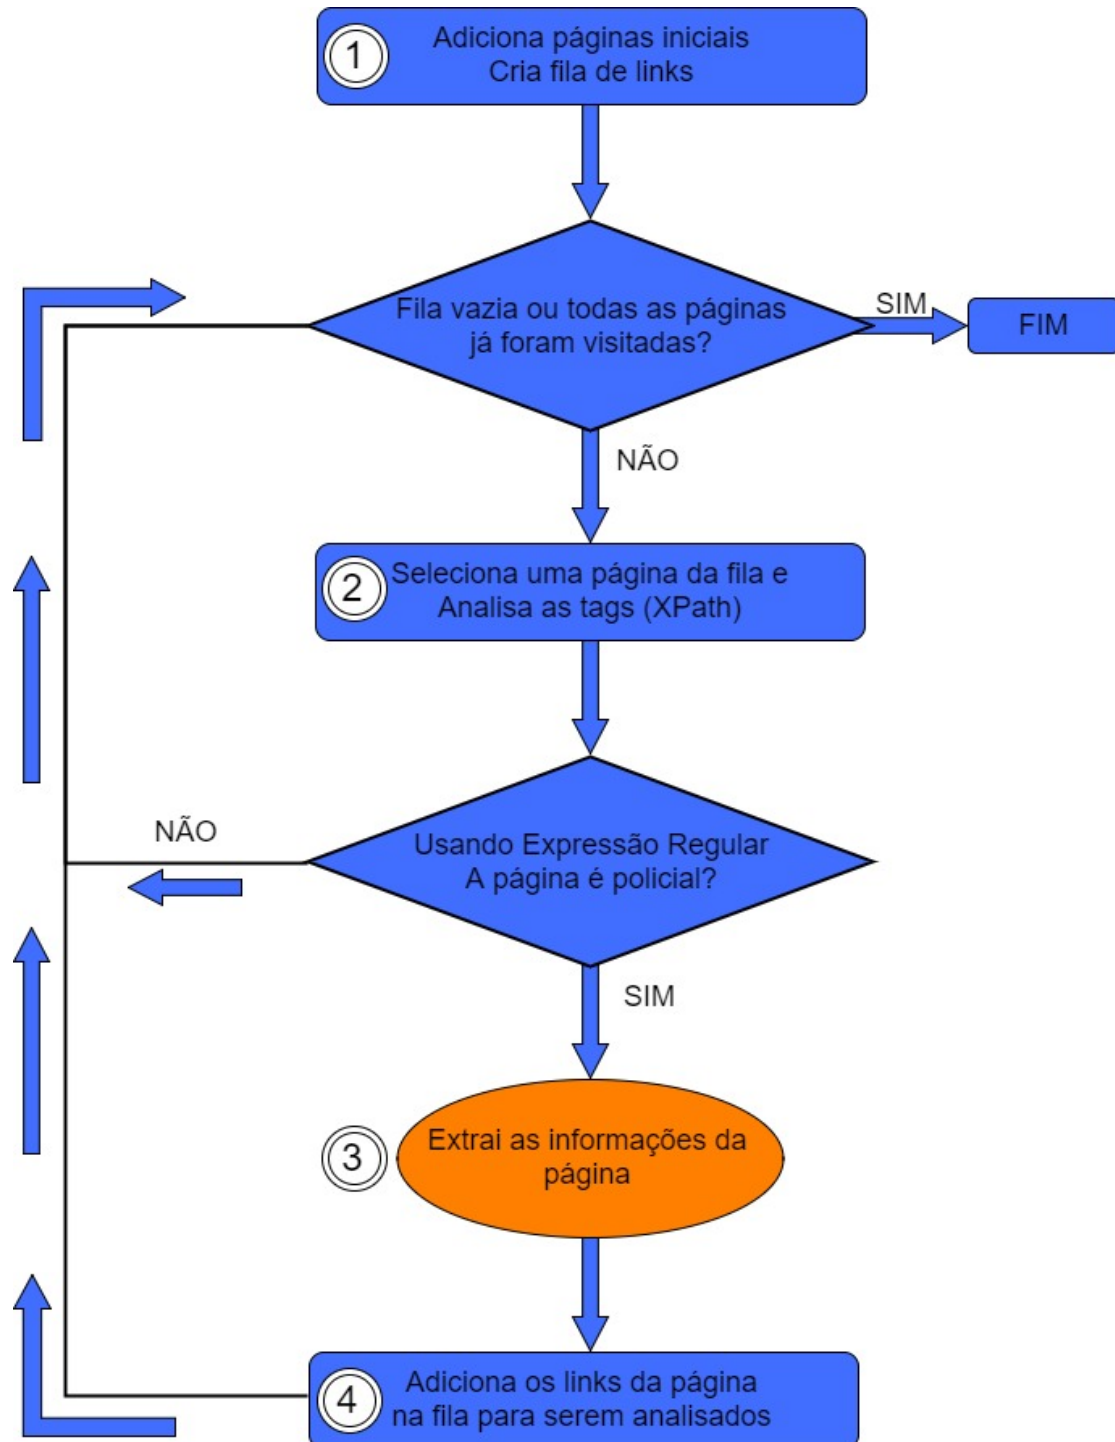 1
Adiciona páginas iniciais
Cria fila de links
Fila vazia ou todas as páginas
já foram visitadas?
SIM
FIM
NÃO
2
Seleciona uma página da fila e
Analisa as tags (XPath)
NÃO
Usando Expressão Regular
A página é policial?
SIM
3
Extrai as informações da
página
4
Adiciona os links da página
na fila para serem analisados